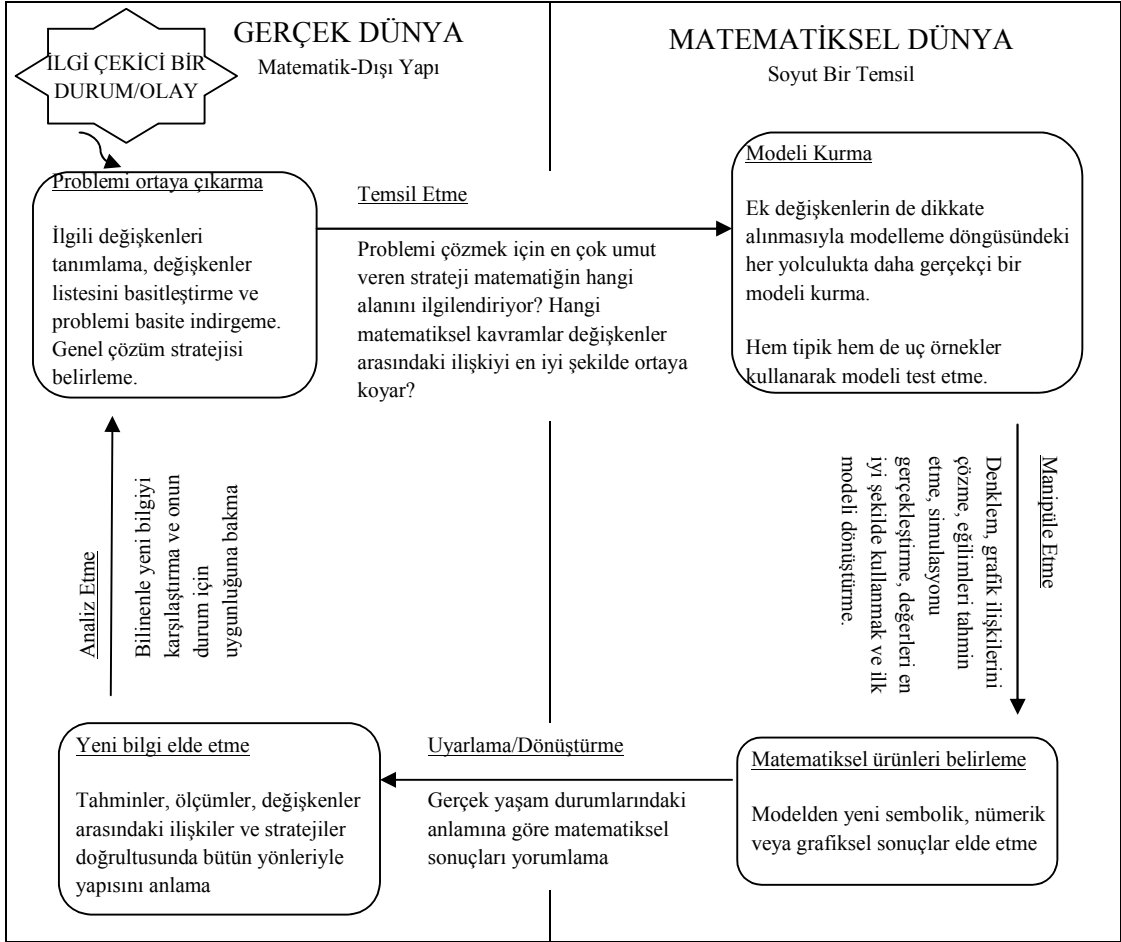 GERÇEK DÜNYA
Matematik-Dışı Yapı
MATEMATİKSEL DÜNYA
Soyut Bir Temsil
İLGİ ÇEKİCİ BİR
DURUM/OLAY
Problemi ortaya çıkarma
İlgili değişkenleri
tanımlama, değişkenler
listesini basitleştirme ve
problemi basite indirgeme.
Genel çözüm stratejisi
belirleme.
Temsil Etme
Problemi çözmek için en çok umut
veren strateji matematiğin hangi
alanını ilgilendiriyor? Hangi
matematiksel kavramlar değişkenler
arasındaki ilişkiyi en iyi şekilde ortaya
koyar?
Modeli Kurma
Ek değişkenlerin de dikkate
alınmasıyla modelleme döngüsündeki
her yolculukta daha gerçekçi bir
modeli kurma.
Hem tipik hem de uç örnekler
kullanarak modeli test etme.
Manipüle Etme
Denklem, grafik ilişkilerini
çözme, eğilimleri tahmin
etme, simulasyonu
gerçekleştirme, değerleri en
iyi şekilde kullanmak ve ilk
modeli dönüştürme.
Matematiksel ürünleri belirleme
Modelden yeni sembolik, nümerik
veya grafiksel sonuçlar elde etme
Uyarlama/Dönüştürme
Gerçek yaşam durumlarındaki
anlamına göre matematiksel
sonuçları yorumlama
Yeni bilgi elde etme
Tahminler, ölçümler, değişkenler
arasındaki ilişkiler ve stratejiler
doğrultusunda bütün yönleriyle
yapısını anlama
Analiz Etme
Bilinenle yeni bilgiyi
karşılaştırma ve onun
durum için
uygunluğuna bakma